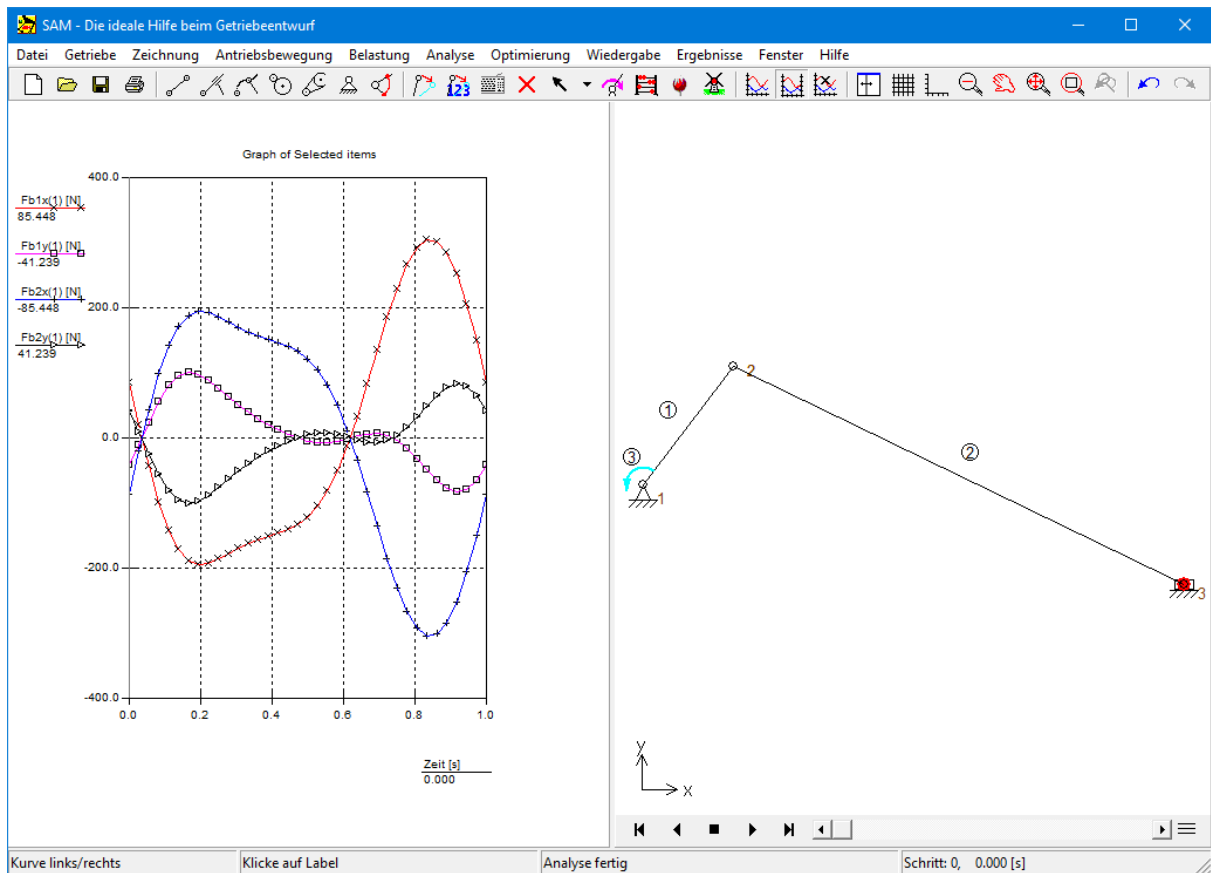 SAM - Die ideale Hilfe beim Getriebeentwurf
Datei Getriebe Zeichnung Antriebsbewegung Belastung Analyse Optimierung Wiedergabe Ergebnisse Fenster Hilfe
123
Graph of Selected items
400.0
200.0
0.0
-200.0
-400.0
Fb1x(1) [N]
85.448
Fb1y(1) [N]
-41.239
Fb2x(1) [N]
-85.448
Fb2y(1) [N]
41.239
0.0 0.2 0.4 0.6 0.8 1.0
Zeit [s]
0.000
2
1
2
3
1
3
y
x
Kurve links/rechts Klicke auf Label Analyse fertig Schritt: 0, 0.000 [s]